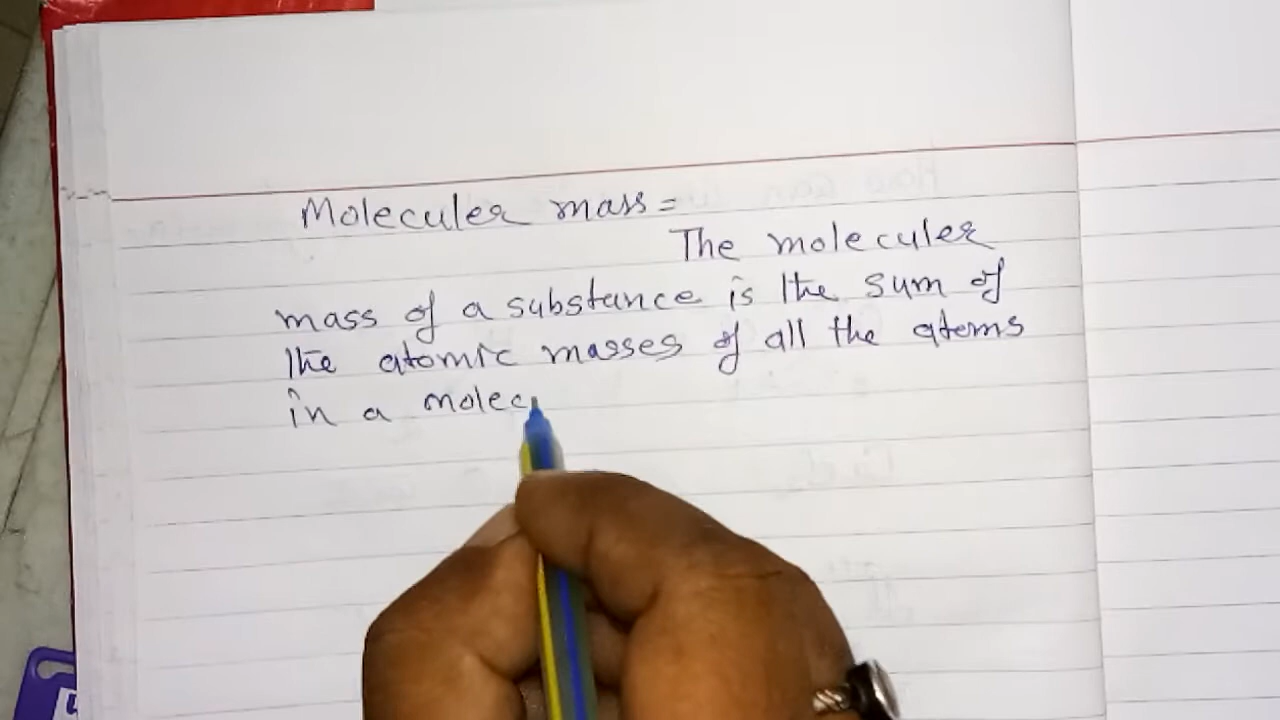 Moleculer mass =
The moleculer
mass of a substance is the sum of
the atomic masses of all the atoms
in a molec